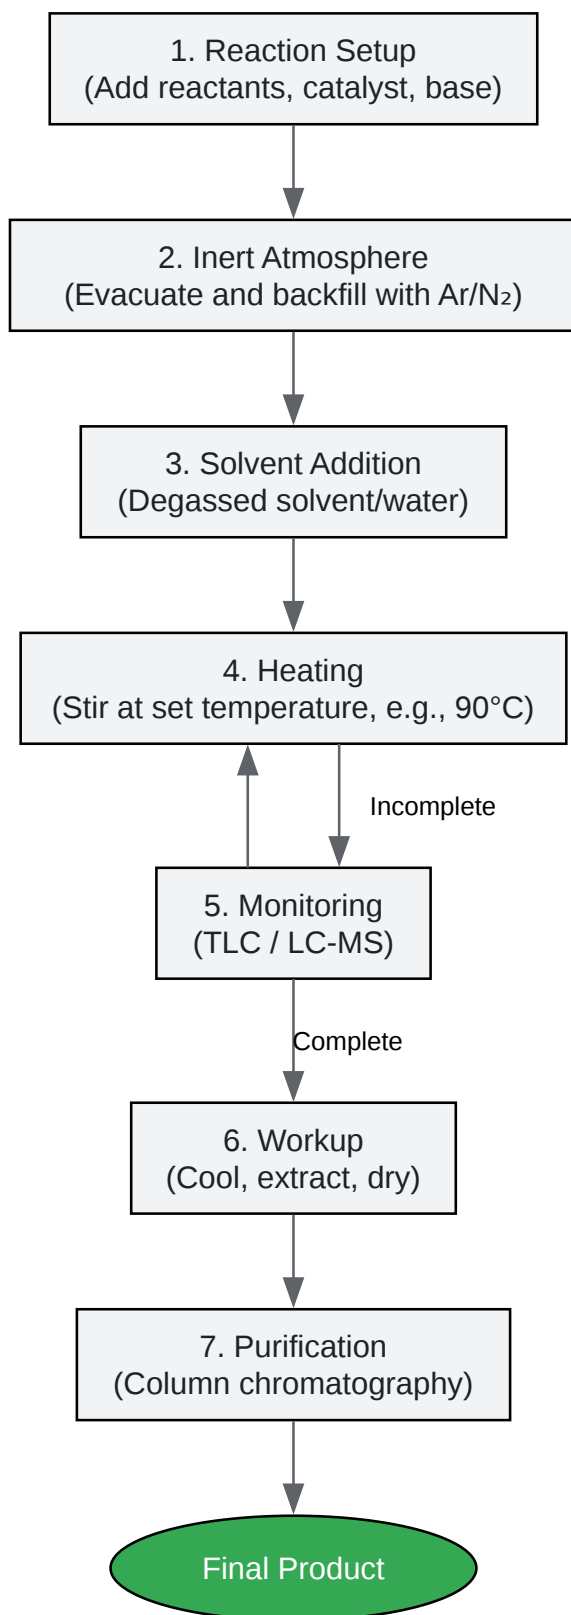 1. Reaction Setup
(Add reactants, catalyst, base)
2. Inert Atmosphere
(Evacuate and backfill with Ar/N₂)
3. Solvent Addition
(Degassed solvent/water)
4. Heating
(Stir at set temperature, e.g., 90°C)
Incomplete
5. Monitoring
(TLC / LC-MS)
Complete
6. Workup
(Cool, extract, dry)
7. Purification
(Column chromatography)
Final Product